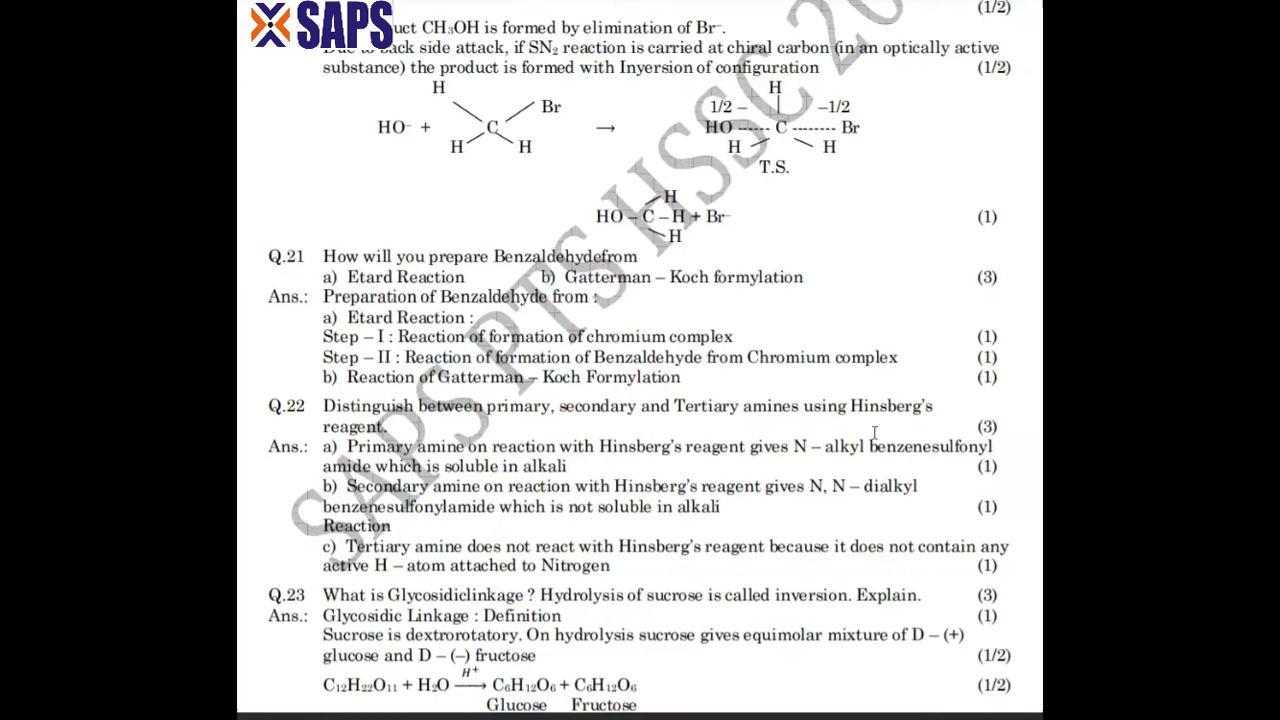 SAPS
(1/2)
uct CH₃OH is formed by elimination of Br⁻.
Due to back side attack, if SN₂ reaction is carried at chiral carbon (in an optically active
substance) the product is formed with Inyersion of configuration (1/2)
H H
Br 1/2 – –1/2
HO⁻ + C → HO ------ C -------- Br
H H H H
T.S.
H
HO – C – H + Br⁻ (1)
H
Q.21 How will you prepare Benzaldehydefrom
a) Etard Reaction b) Gatterman – Koch formylation (3)
Ans.: Preparation of Benzaldehyde from :
a) Etard Reaction :
Step – I : Reaction of formation of chromium complex (1)
Step – II : Reaction of formation of Benzaldehyde from Chromium complex (1)
b) Reaction of Gatterman – Koch Formylation (1)
Q.22 Distinguish between primary, secondary and Tertiary amines using Hinsberg's
reagent. (3)
Ans.: a) Primary amine on reaction with Hinsberg's reagent gives N – alkyl benzenesulfonyl
amide which is soluble in alkali (1)
b) Secondary amine on reaction with Hinsberg's reagent gives N, N – dialkyl
benzenesulfonylamide which is not soluble in alkali (1)
Reaction
c) Tertiary amine does not react with Hinsberg's reagent because it does not contain any
active H – atom attached to Nitrogen (1)
Q.23 What is Glycosidiclinkage ? Hydrolysis of sucrose is called inversion. Explain. (3)
Ans.: Glycosidic Linkage : Definition (1)
Sucrose is dextrorotatory. On hydrolysis sucrose gives equimolar mixture of D – (+)
glucose and D – (–) fructose (1/2)
H⁺
C₁₂H₂₂O₁₁ + H₂O ⟶ C₆H₁₂O₆ + C₆H₁₂O₆ (1/2)
Glucose Fructose
SAPS PTS HSSC 20